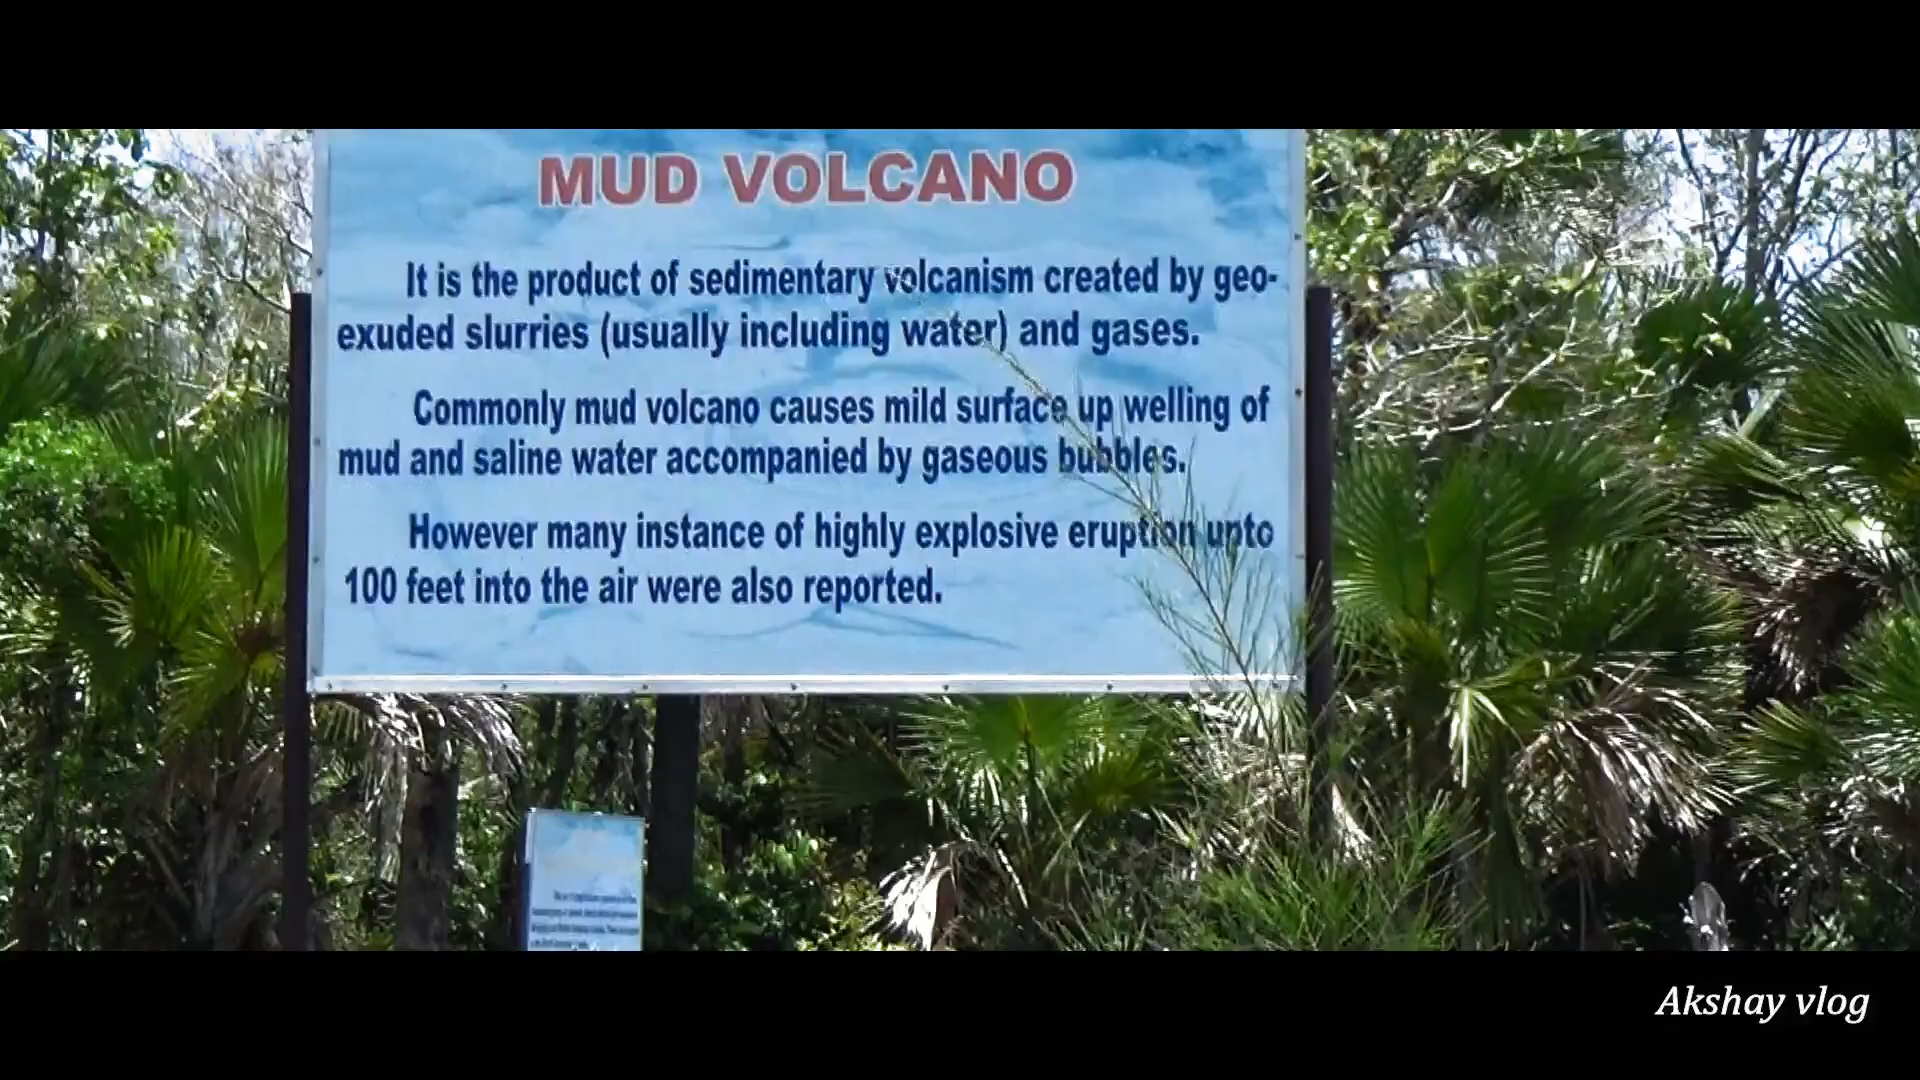 MUD VOLCANO
It is the product of sedimentary volcanism created by geo-
exuded slurries (usually including water) and gases.
Commonly mud volcano causes mild surface up welling of
mud and saline water accompanied by gaseous bubbles.
However many instance of highly explosive eruption upto
100 feet into the air were also reported.
Akshay vlog